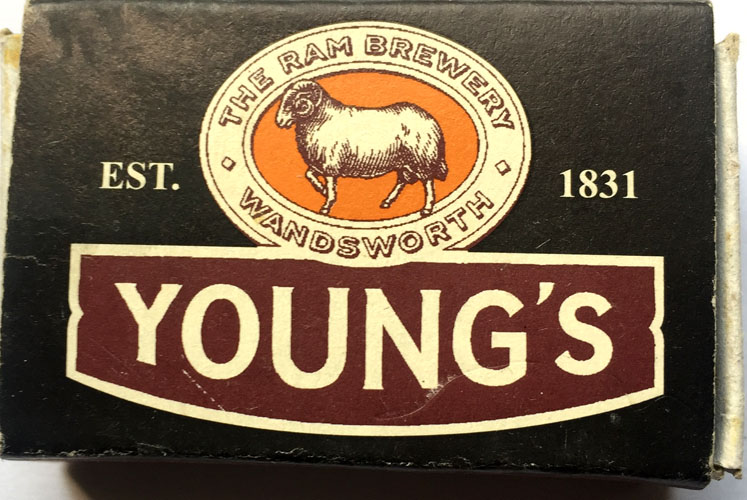 THE RAM BREWERY
WANDSWORTH
EST. 1831
YOUNG'S